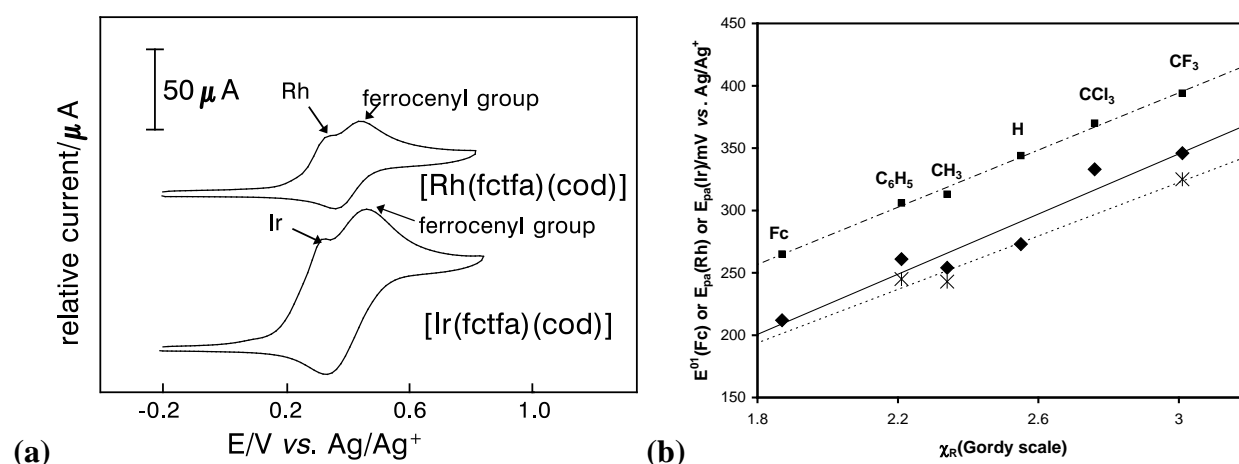 50 μ A
Rh
ferrocenyl group
[Rh(fctfa)(cod)]
Ir
ferrocenyl group
[Ir(fctfa)(cod)]
relative current/μ A
-0.2 0.2 0.6 1.0
E/V vs. Ag/Ag⁺
(a)
E⁰¹(Fc) or Eₚₐ(Rh) or Eₚₐ(Ir)/mV vs. Ag/Ag⁺
450
400
350
300
250
200
150
Fc
C₆H₅
CH₃
H
CCl₃
CF₃
1.8 2.2 2.6 3
χR(Gordy scale)
(b)